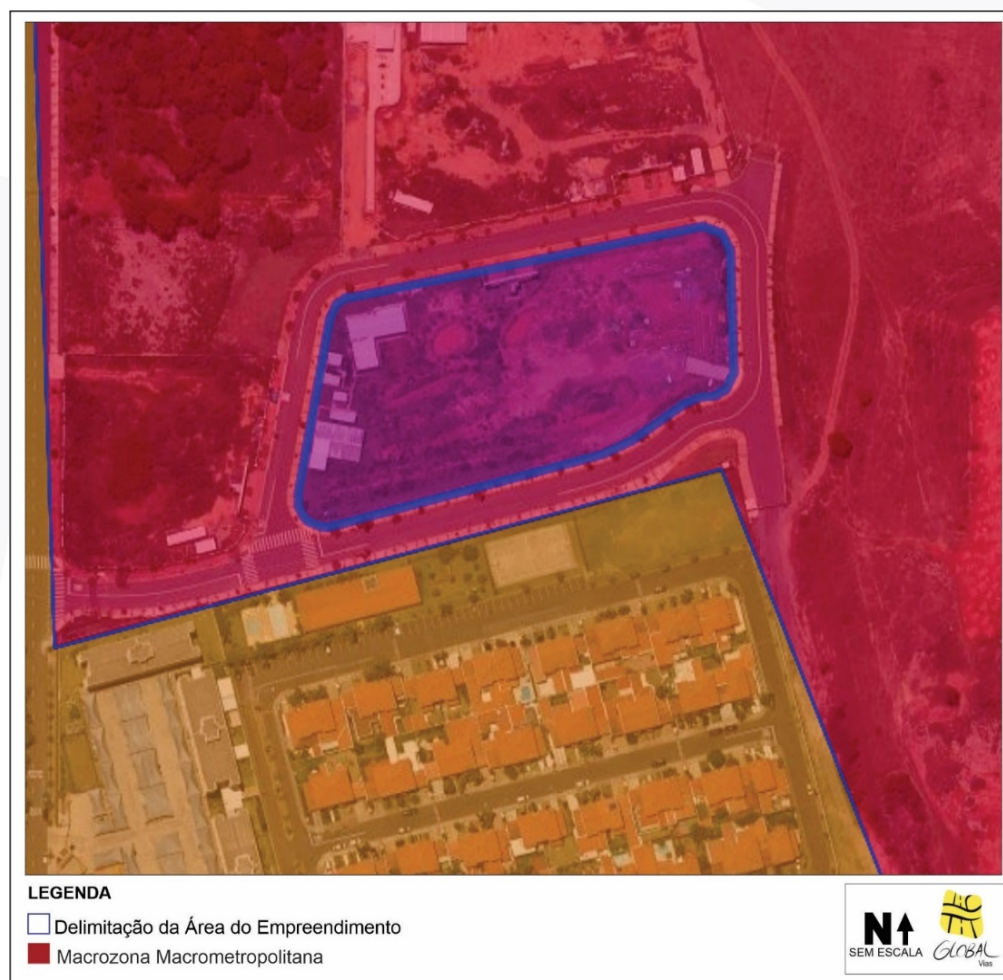 LEGENDA
Delimitação da Área do Empreendimento
Macrozona Macrometropolitana
N
SEM ESCALA
GLOBAL
Vias